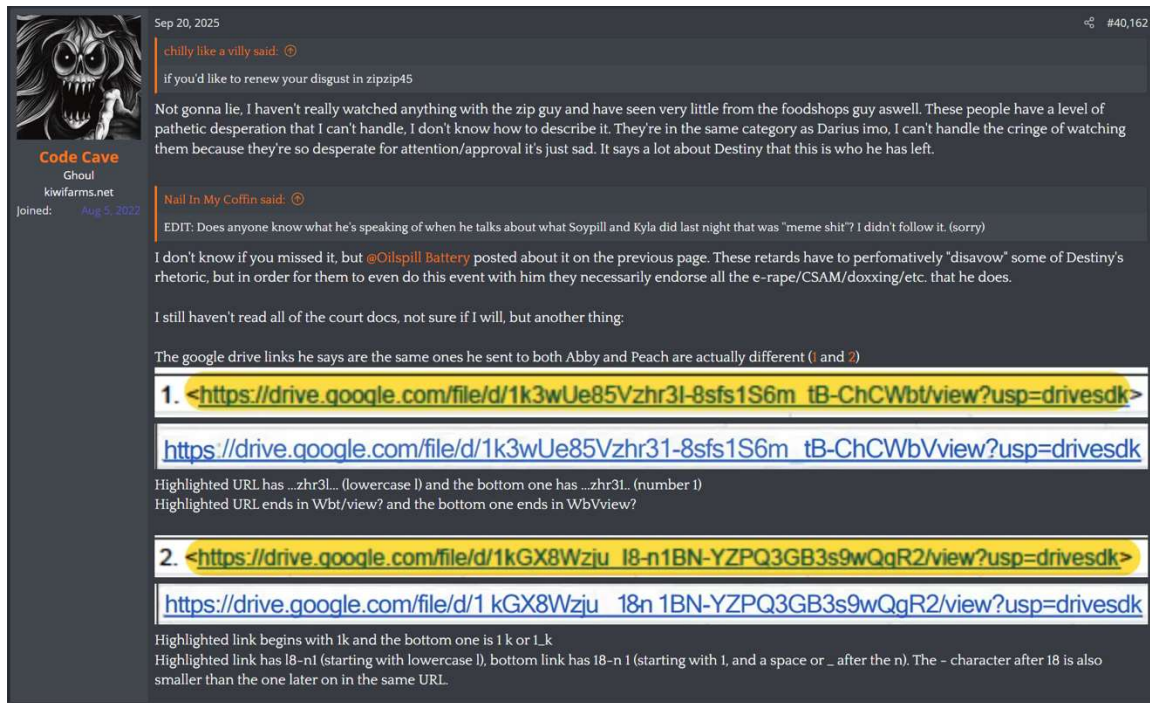 Sep 20, 2025
#40,162
chilly like a villy said:
if you'd like to renew your disgust in zipzip45
Not gonna lie, I haven't really watched anything with the zip guy and have seen very little from the foodshops guy aswell. These people have a level of
pathetic desperation that I can't handle, I don't know how to describe it. They're in the same category as Darius imo, I can't handle the cringe of watching
them because they're so desperate for attention/approval it's just sad. It says a lot about Destiny that this is who he has left.
Code Cave
Ghoul
kiwifarms.net
Joined: Aug 5, 2022
Nail In My Coffin said:
EDIT: Does anyone know what he's speaking of when he talks about what Soypill and Kyla did last night that was "meme shit"? I didn't follow it. (sorry)
I don't know if you missed it, but @Oilspill Battery posted about it on the previous page. These retards have to perfomatively "disavow" some of Destiny's
rhetoric, but in order for them to even do this event with him they necessarily endorse all the e-rape/CSAM/doxxing/etc. that he does.
I still haven't read all of the court docs, not sure if I will, but another thing:
The google drive links he says are the same ones he sent to both Abby and Peach are actually different (1 and 2)
1. <https://drive.google.com/file/d/1k3wUe85Vzhr3l-8sfs1S6m_tB-ChCWbt/view?usp=drivesdk>
https://drive.google.com/file/d/1k3wUe85Vzhr31-8sfs1S6m_tB-ChCWbVview?usp=drivesdk
Highlighted URL has ...zhr3l... (lowercase l) and the bottom one has ...zhr31.. (number 1)
Highlighted URL ends in Wbt/view? and the bottom one ends in WbVview?
2. <https://drive.google.com/file/d/1kGX8Wzju_l8-n1BN-YZPQ3GB3s9wQgR2/view?usp=drivesdk>
https://drive.google.com/file/d/1 kGX8Wzju_18-n 1BN-YZPQ3GB3s9wQgR2/view?usp=drivesdk
Highlighted link begins with 1k and the bottom one is 1 k or 1_k
Highlighted link has l8-n1 (starting with lowercase l), bottom link has 18-n 1 (starting with 1, and a space or _ after the n). The - character after 18 is also
smaller than the one later on in the same URL.